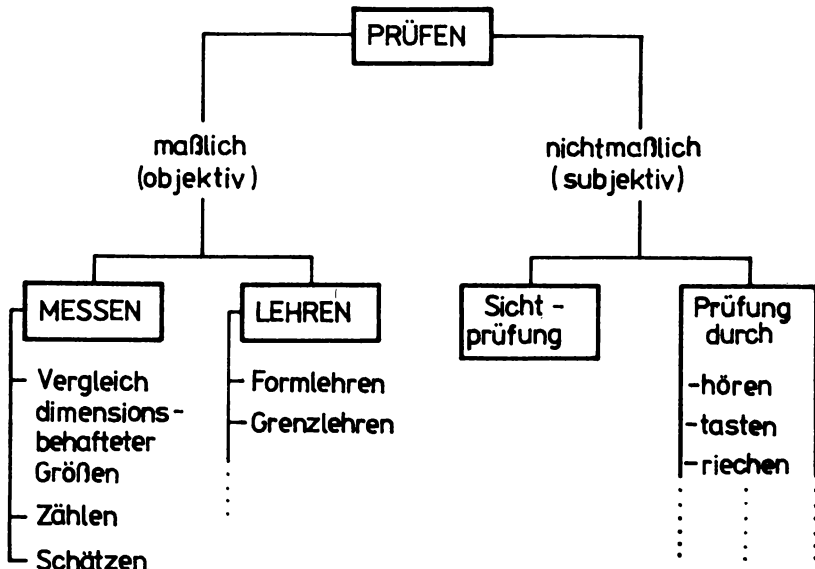 PRÜFEN
maßlich
(objektiv)
nichtmaßlich
(subjektiv)
MESSEN
Vergleich
dimensions-
behafteter
Größen
Zählen
Schätzen
LEHREN
Formlehren
Grenzlehren
Sicht-
prüfung
Prüfung
durch
-hören
-tasten
-riechen